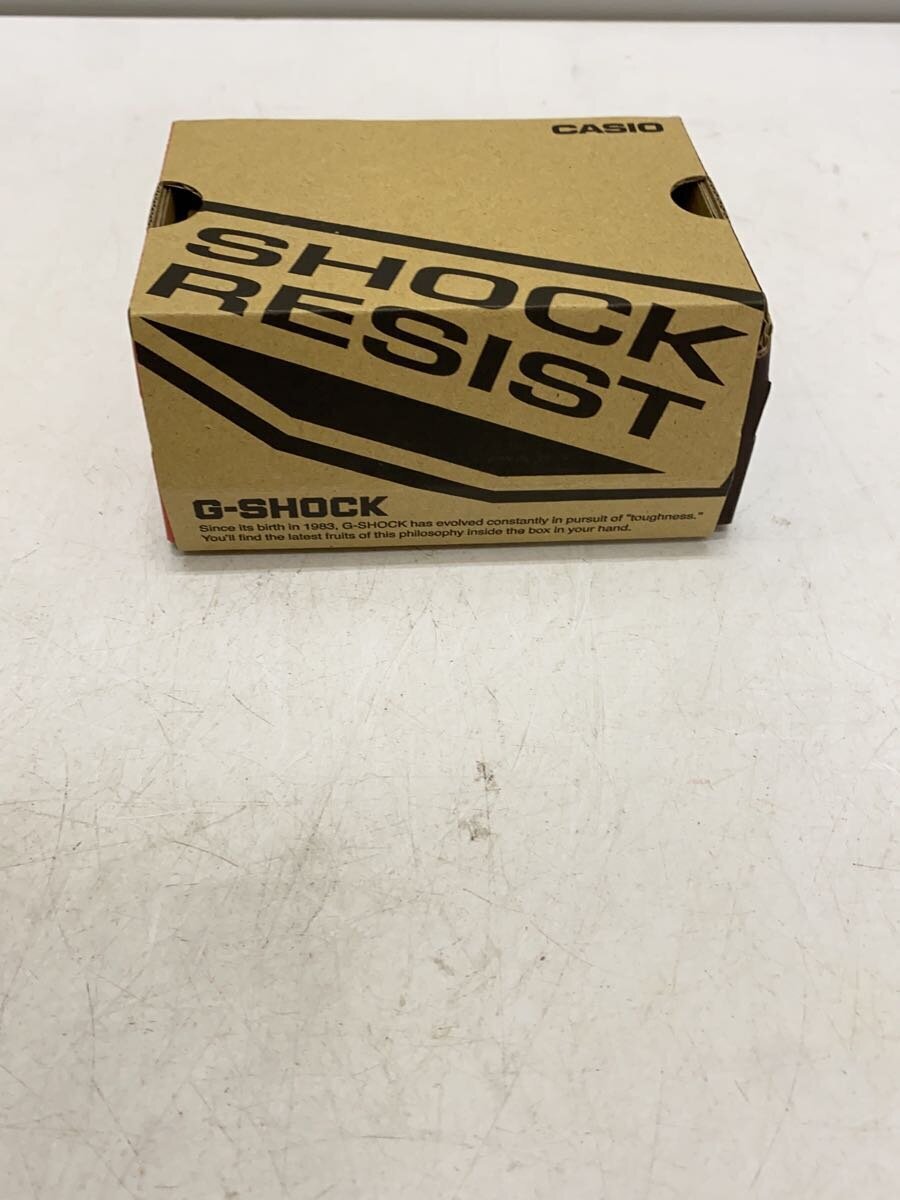 CASIO
SHOCK
RESIST
G-SHOCK
Since its birth in 1983, G-SHOCK has evolved constantly in pursuit of "toughness."
You'll find the latest fruits of this philosophy inside the box in your hand.